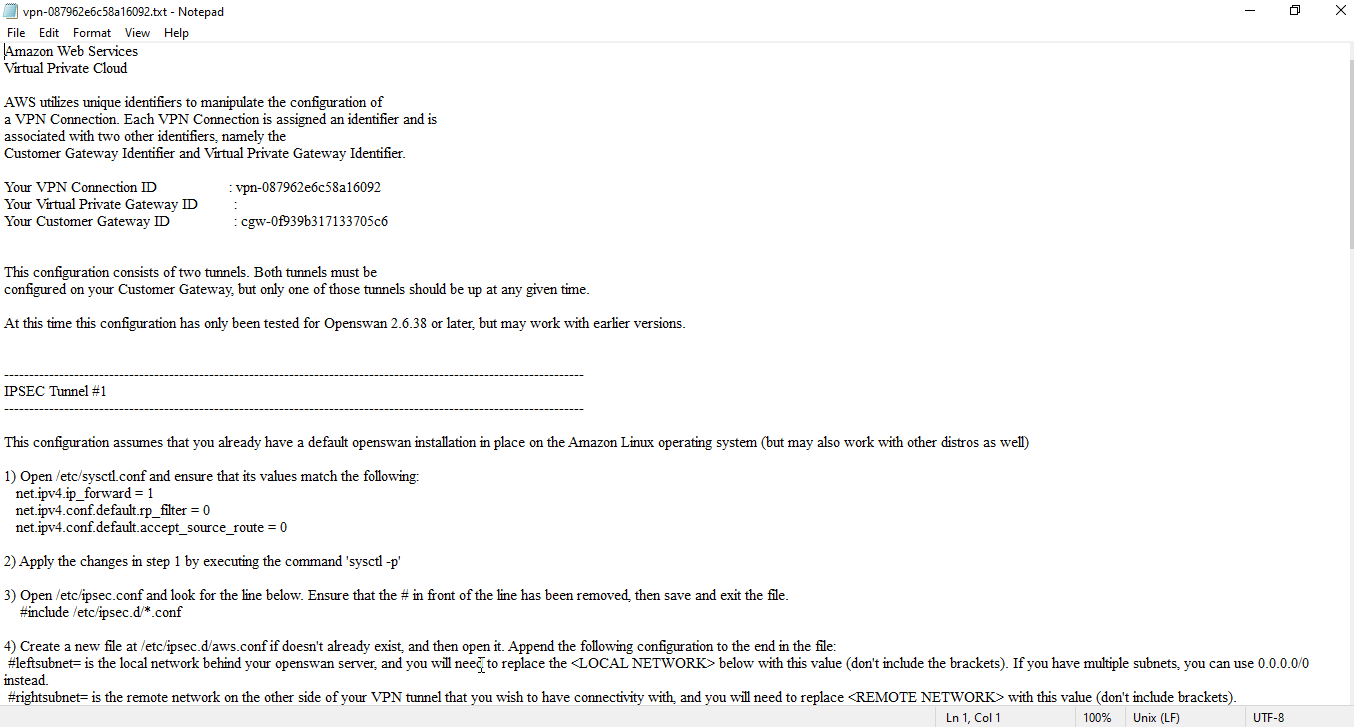 vpn-087962e6c58a16092.txt - Notepad
File Edit Format View Help
Amazon Web Services
Virtual Private Cloud
AWS utilizes unique identifiers to manipulate the configuration of
a VPN Connection. Each VPN Connection is assigned an identifier and is
associated with two other identifiers, namely the
Customer Gateway Identifier and Virtual Private Gateway Identifier.
Your VPN Connection ID : vpn-087962e6c58a16092
Your Virtual Private Gateway ID :
Your Customer Gateway ID : cgw-0f939b317133705c6
This configuration consists of two tunnels. Both tunnels must be
configured on your Customer Gateway, but only one of those tunnels should be up at any given time.
At this time this configuration has only been tested for Openswan 2.6.38 or later, but may work with earlier versions.
--------------------------------------------------------------------------------------------------------------------
IPSEC Tunnel #1
--------------------------------------------------------------------------------------------------------------------
This configuration assumes that you already have a default openswan installation in place on the Amazon Linux operating system (but may also work with other distros as well)
1) Open /etc/sysctl.conf and ensure that its values match the following:
net.ipv4.ip_forward = 1
net.ipv4.conf.default.rp_filter = 0
net.ipv4.conf.default.accept_source_route = 0
2) Apply the changes in step 1 by executing the command 'sysctl -p'
3) Open /etc/ipsec.conf and look for the line below. Ensure that the # in front of the line has been removed, then save and exit the file.
#include /etc/ipsec.d/*.conf
4) Create a new file at /etc/ipsec.d/aws.conf if doesn't already exist, and then open it. Append the following configuration to the end in the file:
#leftsubnet= is the local network behind your openswan server, and you will need to replace the <LOCAL NETWORK> below with this value (don't include the brackets). If you have multiple subnets, you can use 0.0.0.0/0
instead.
#rightsubnet= is the remote network on the other side of your VPN tunnel that you wish to have connectivity with, and you will need to replace <REMOTE NETWORK> with this value (don't include brackets).
Ln 1, Col 1 100% Unix (LF) UTF-8